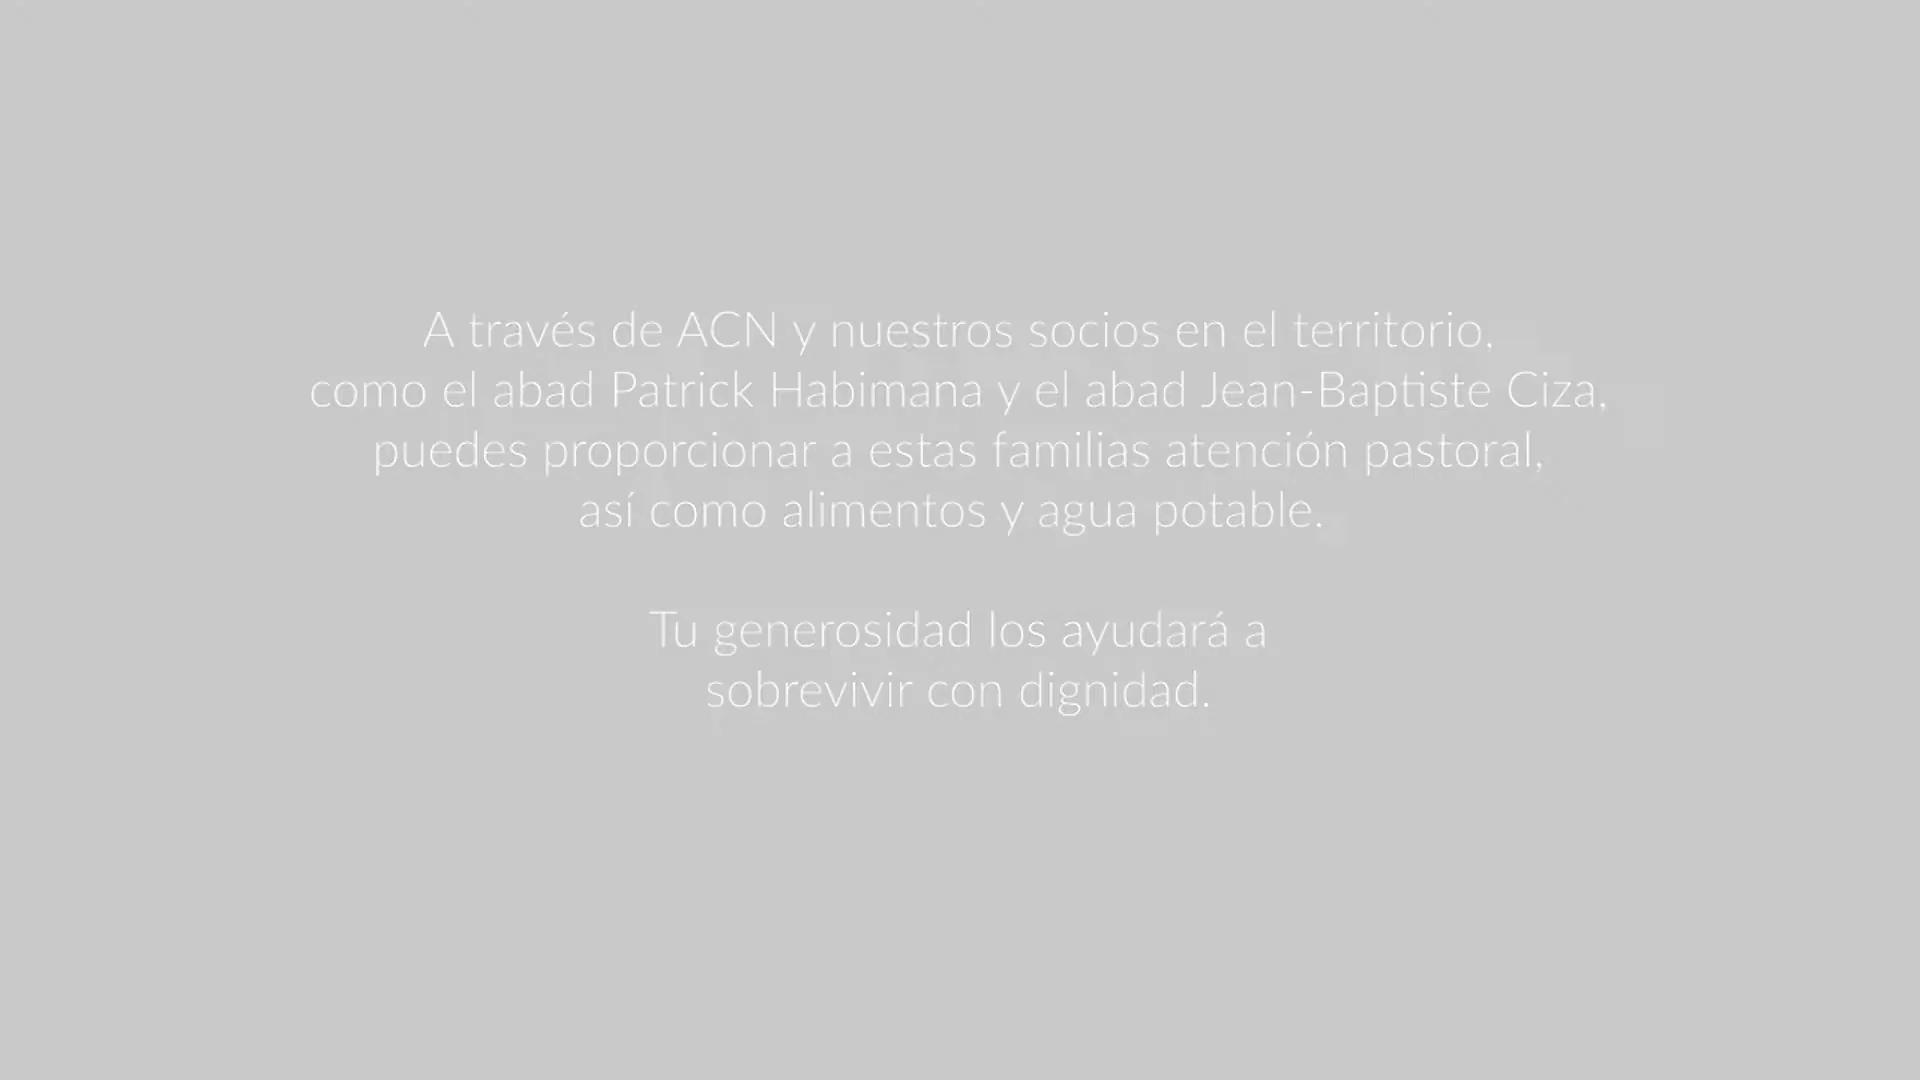 A través de ACN y nuestros socios en el territorio,
como el abad Patrick Habimana y el abad Jean-Baptiste Ciza,
puedes proporcionar a estas familias atención pastoral,
así como alimentos y agua potable.
Tu generosidad los ayudará a
sobrevivir con dignidad.